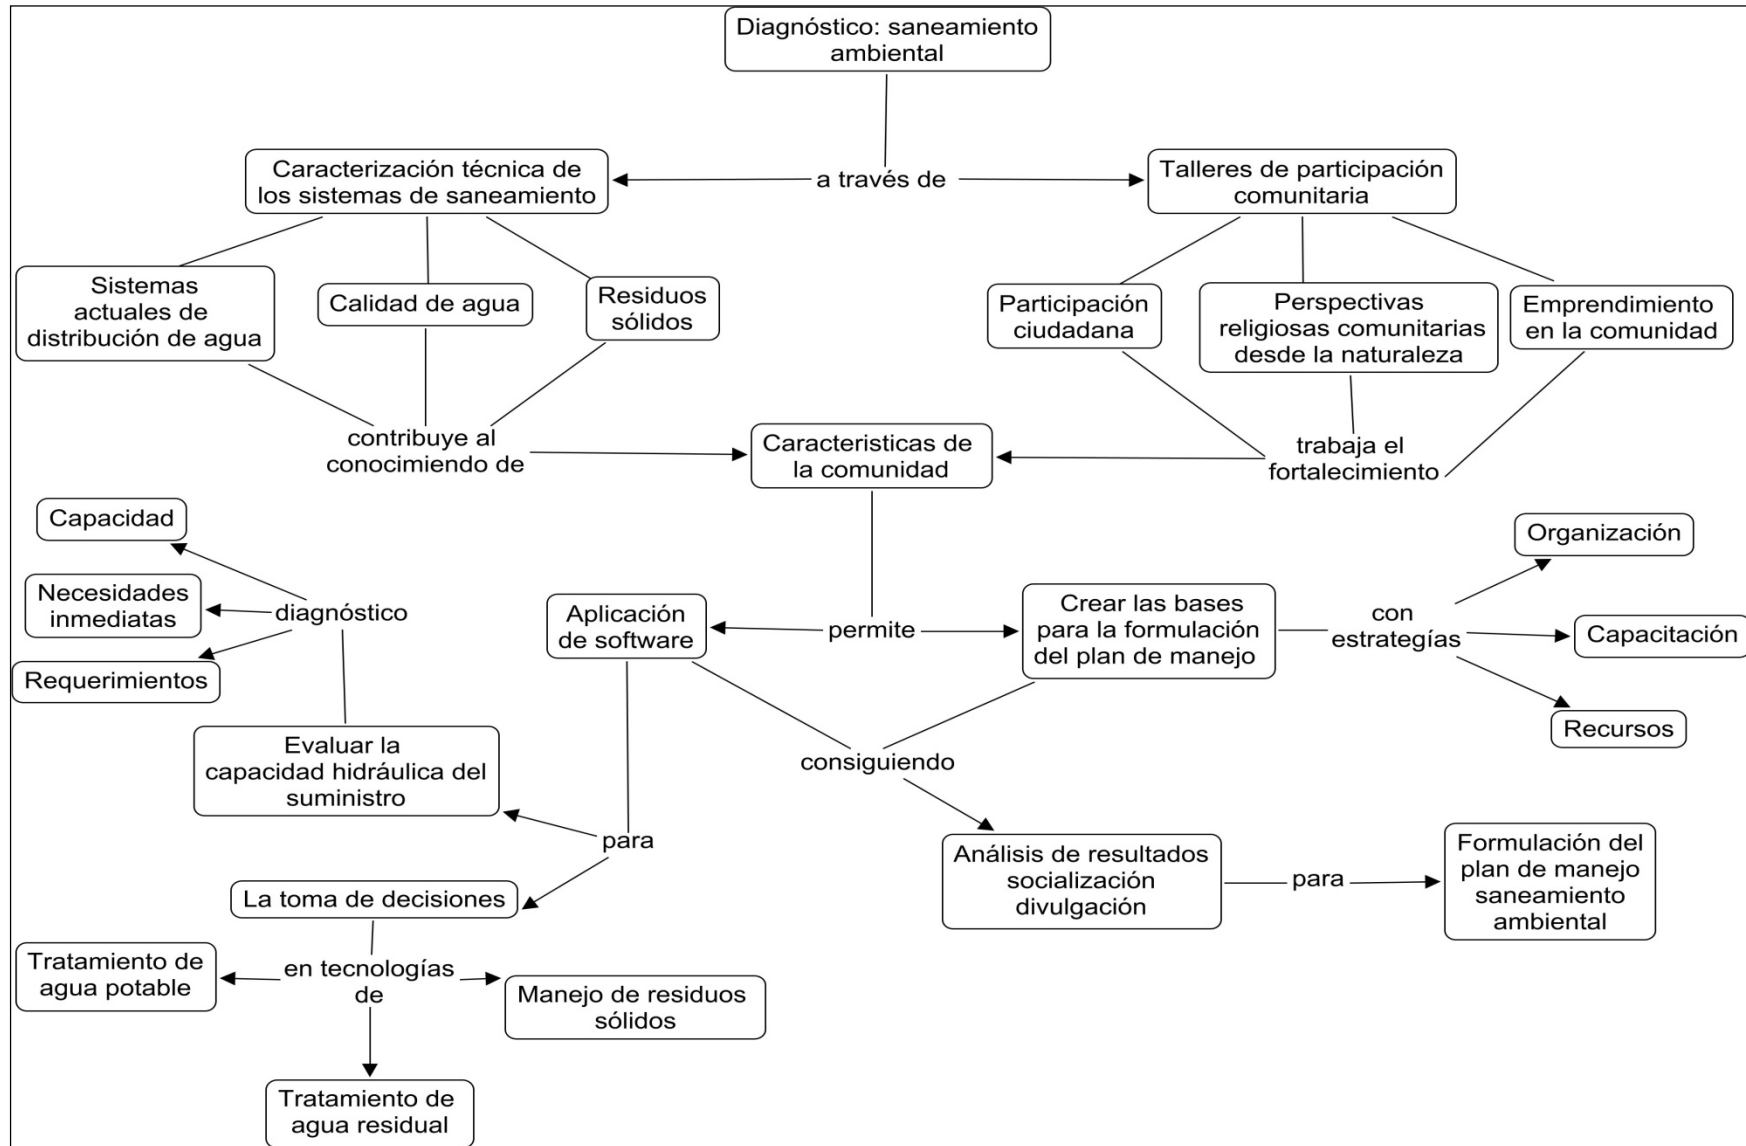 Diagnóstico: saneamiento
ambiental
Caracterización técnica de
los sistemas de saneamiento
a través de
Talleres de participación
comunitaria
Sistemas
actuales de
distribución de agua
Calidad de agua
Residuos
sólidos
Participación
ciudadana
Perspectivas
religiosas comunitarias
desde la naturaleza
Emprendimiento
en la comunidad
contribuye al
conocimiendo de
Caracteristicas de
la comunidad
trabaja el
fortalecimiento
Capacidad
Necesidades
inmediatas
Requerimientos
diagnóstico
Aplicación
de software
permite
Crear las bases
para la formulación
del plan de manejo
con
estrategías
Organización
Capacitación
Recursos
Evaluar la
capacidad hidráulica del
suministro
consiguiendo
para
La toma de decisiones
Análisis de resultados
socialización
divulgación
para
Formulación del
plan de manejo
saneamiento
ambiental
Tratamiento de
agua potable
en tecnologías
de
Manejo de residuos
sólidos
Tratamiento de
agua residual